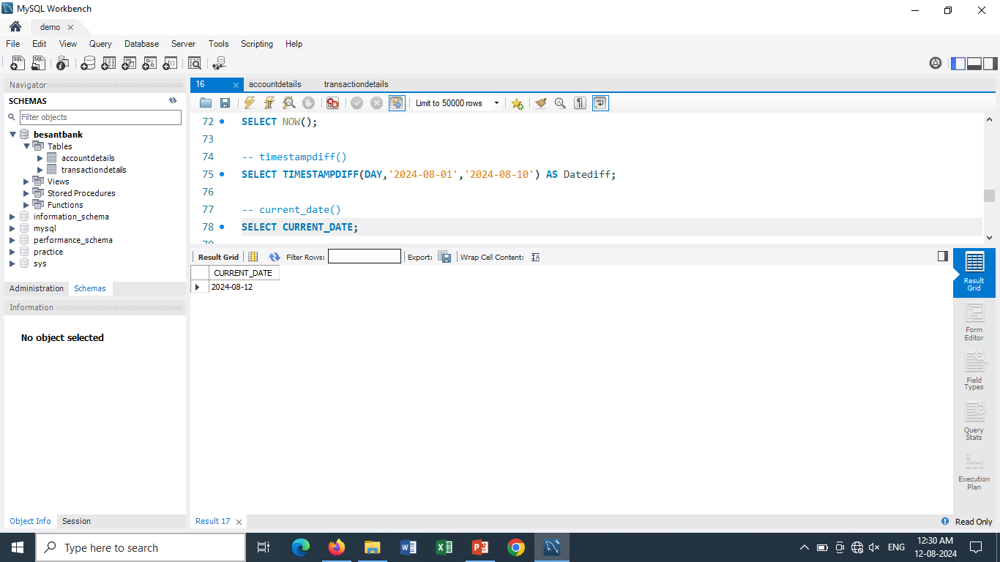 MySQL Workbench
demo
File Edit View Query Database Server Tools Scripting Help
Navigator
SCHEMAS
Filter objects
besantbank
Tables
accountdetails
transactiondetails
Views
Stored Procedures
Functions
information_schema
mysql
performance_schema
practice
sys
Administration Schemas
Information
No object selected
Object Info Session
16 accountdetails transactiondetails
Limit to 50000 rows
72 SELECT NOW();
73
74 -- timestampdiff()
75 SELECT TIMESTAMPDIFF(DAY,'2024-08-01','2024-08-10') AS Datediff;
76
77 -- current_date()
78 SELECT CURRENT_DATE;
79
Result Grid Filter Rows: Export: Wrap Cell Content:
CURRENT_DATE
2024-08-12
Result
Grid
Form
Editor
Field
Types
Query
Stats
Execution
Plan
Result 17
Read Only
Type here to search
ENG
12:30 AM
12-08-2024